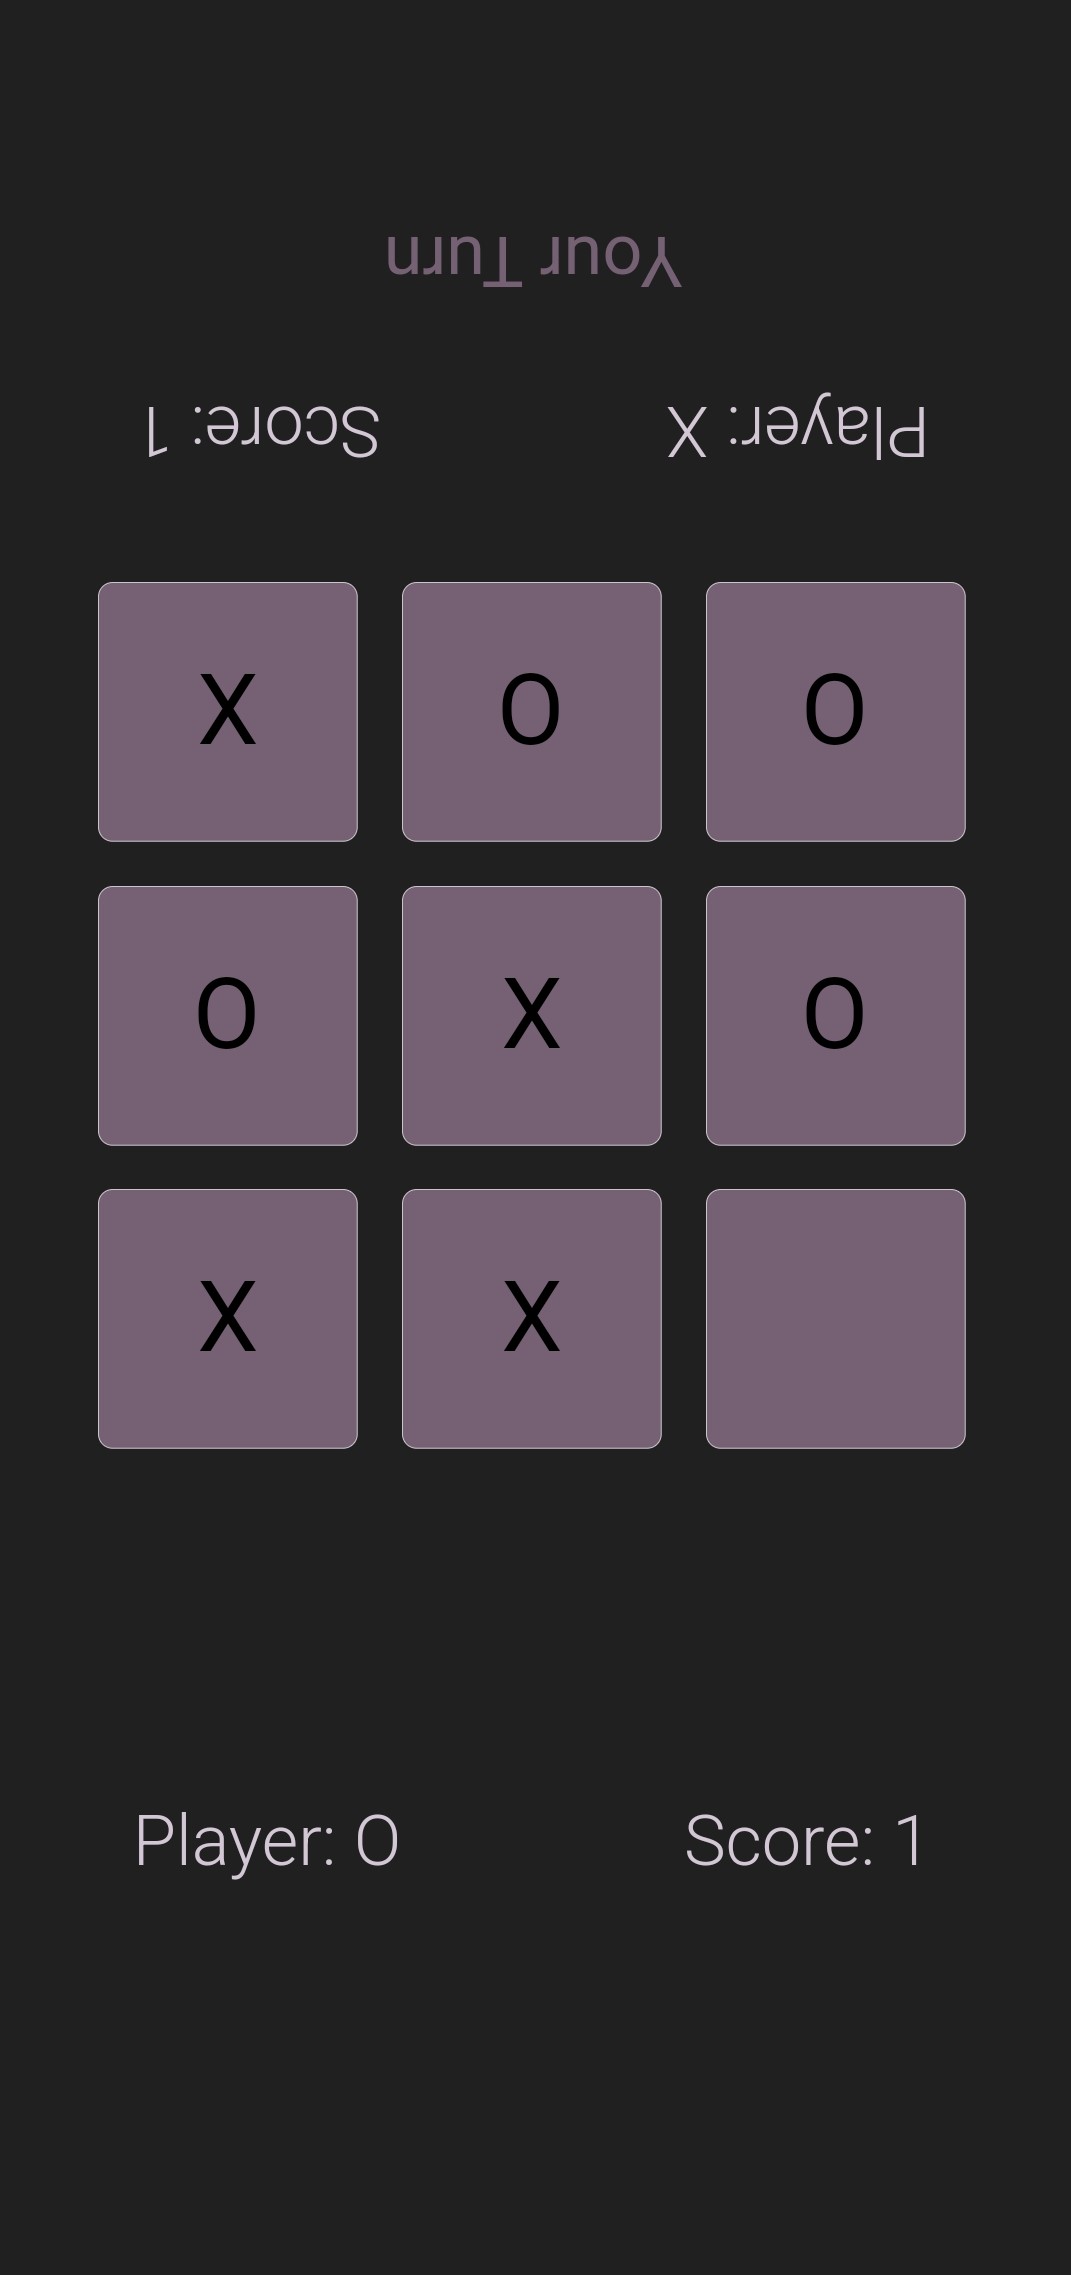 Your Turn
Player: X Score: 1
X O O
O X O
X X
Player: O Score: 1